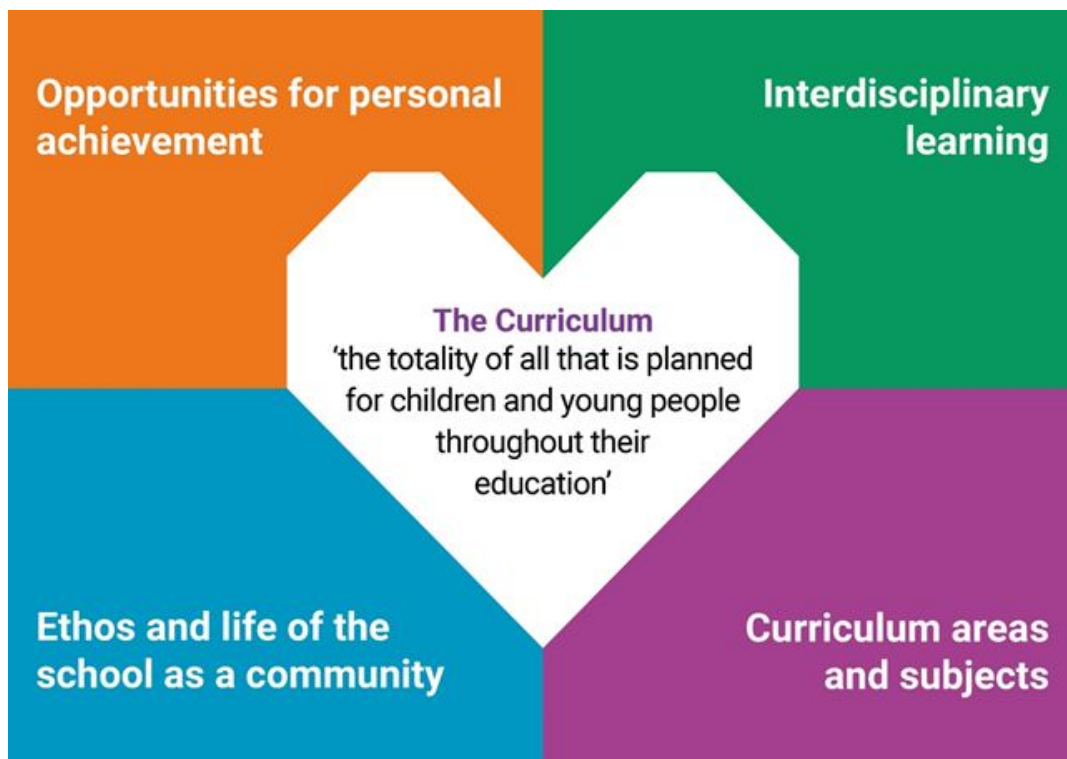 Opportunities for personal
achievement
Interdisciplinary
learning
The Curriculum
‘the totality of all that is planned
for children and young people
throughout their
education’
Ethos and life of the
school as a community
Curriculum areas
and subjects